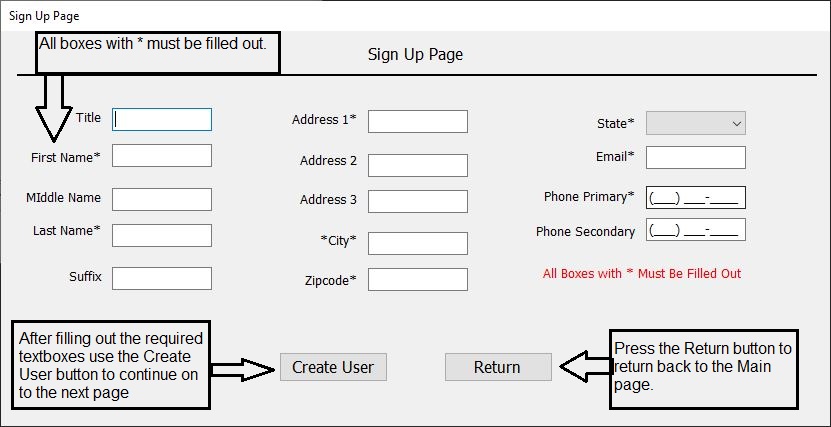 Sign Up Page
All boxes with * must be filled out.
Sign Up Page
Title
First Name*
MIddle Name
Last Name*
Suffix
Address 1*
Address 2
Address 3
*City*
Zipcode*
State*
Email*
Phone Primary* (___) ___-____
Phone Secondary (___) ___-____
All Boxes with * Must Be Filled Out
After filling out the required
textboxes use the Create
User button to continue on
to the next page
Create User
Return
Press the Return button to
return back to the Main
page.